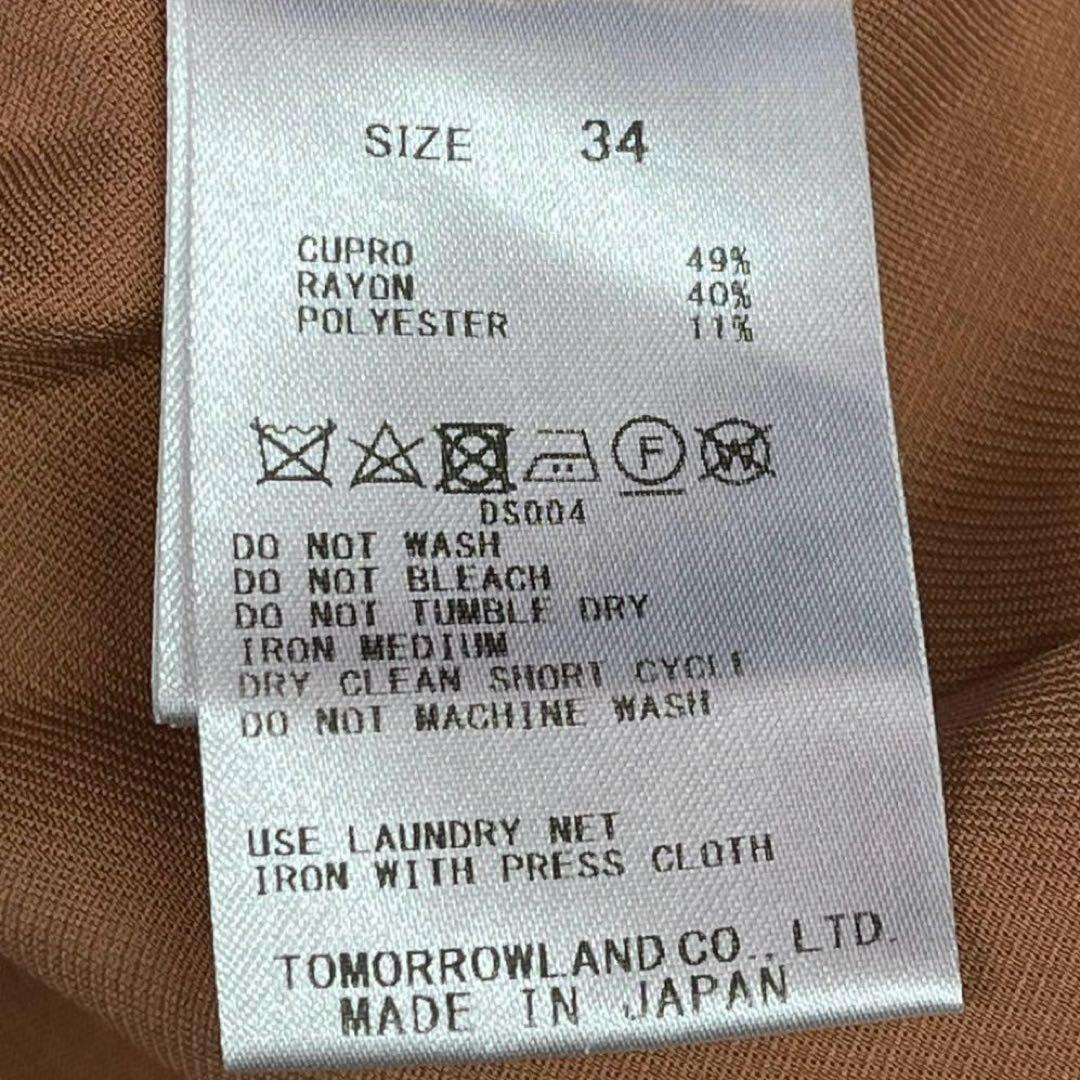 SIZE 34
CUPRO 49%
RAYON 40%
POLYESTER 11%
F W
DS004
DO NOT WASH
DO NOT BLEACH
DO NOT TUMBLE DRY
IRON MEDIUM
DRY CLEAN SHORT CYCLE
DO NOT MACHINE WASH
USE LAUNDRY NET
IRON WITH PRESS CLOTH
TOMORROWLAND CO., LTD.
MADE IN JAPAN